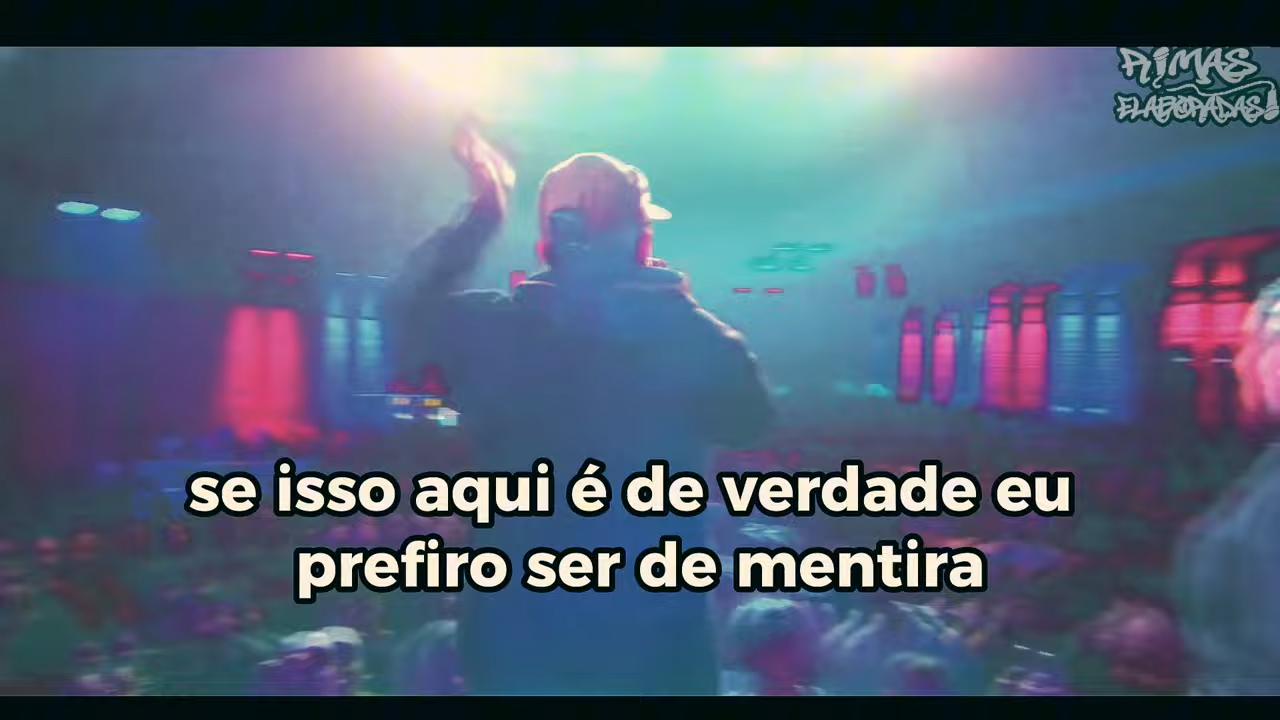 RIMAS
ELABORADAS!
se isso aqui é de verdade eu
prefiro ser de mentira